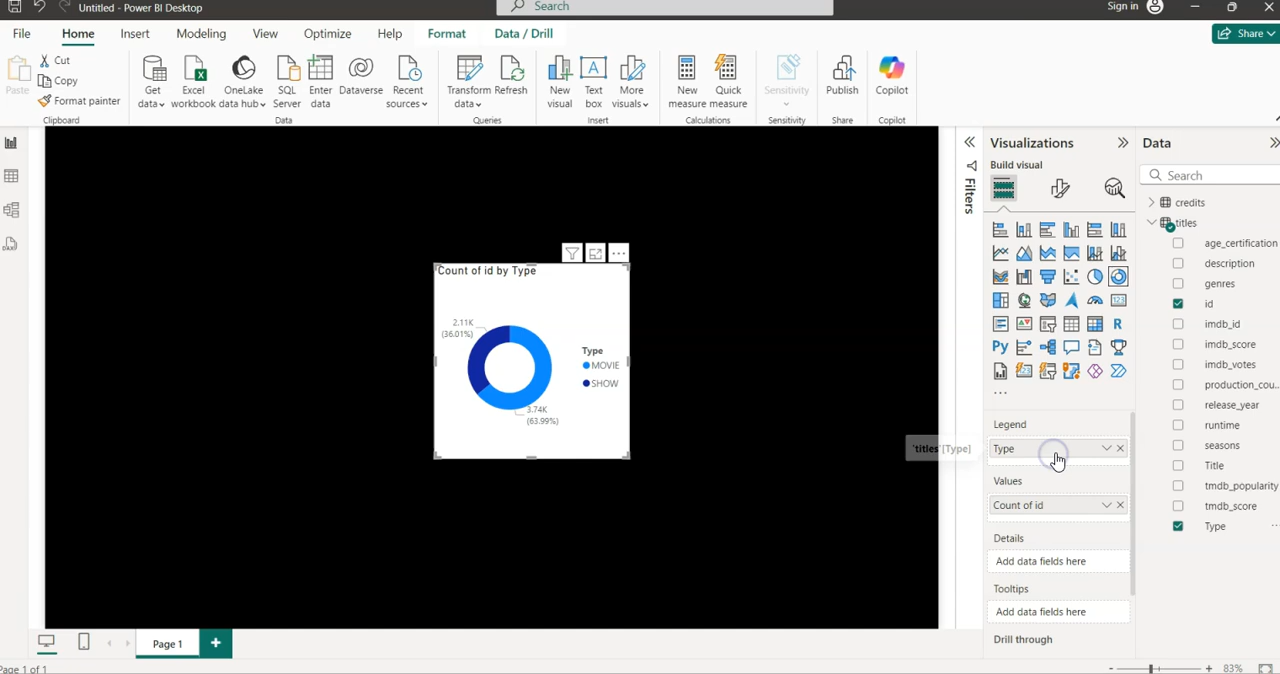 Untitled - Power BI Desktop
Search
Sign in
File
Home
Insert
Modeling
View
Optimize
Help
Format
Data / Drill
Share
Paste
Cut
Copy
Format painter
Get data
Excel workbook
OneLake data hub
SQL Server
Enter data
Dataverse
Recent sources
Transform data
Refresh
New visual
Text box
More visuals
New measure
Quick measure
Sensitivity
Publish
Copilot
Clipboard
Data
Queries
Insert
Calculations
Sensitivity
Share
Copilot
DAX
Count of id by Type
2.11K
(36.01%)
3.74K
(63.99%)
Type
MOVIE
SHOW
Filters
Visualizations
Build visual
123
R
Py
Legend
Type
'titles'[Type]
Values
Count of id
Details
Add data fields here
Tooltips
Add data fields here
Drill through
Data
Search
credits
titles
age_certification
description
genres
id
imdb_id
imdb_score
imdb_votes
production_cou...
release_year
runtime
seasons
Title
tmdb_popularity
tmdb_score
Type
Page 1
Page 1 of 1
83%